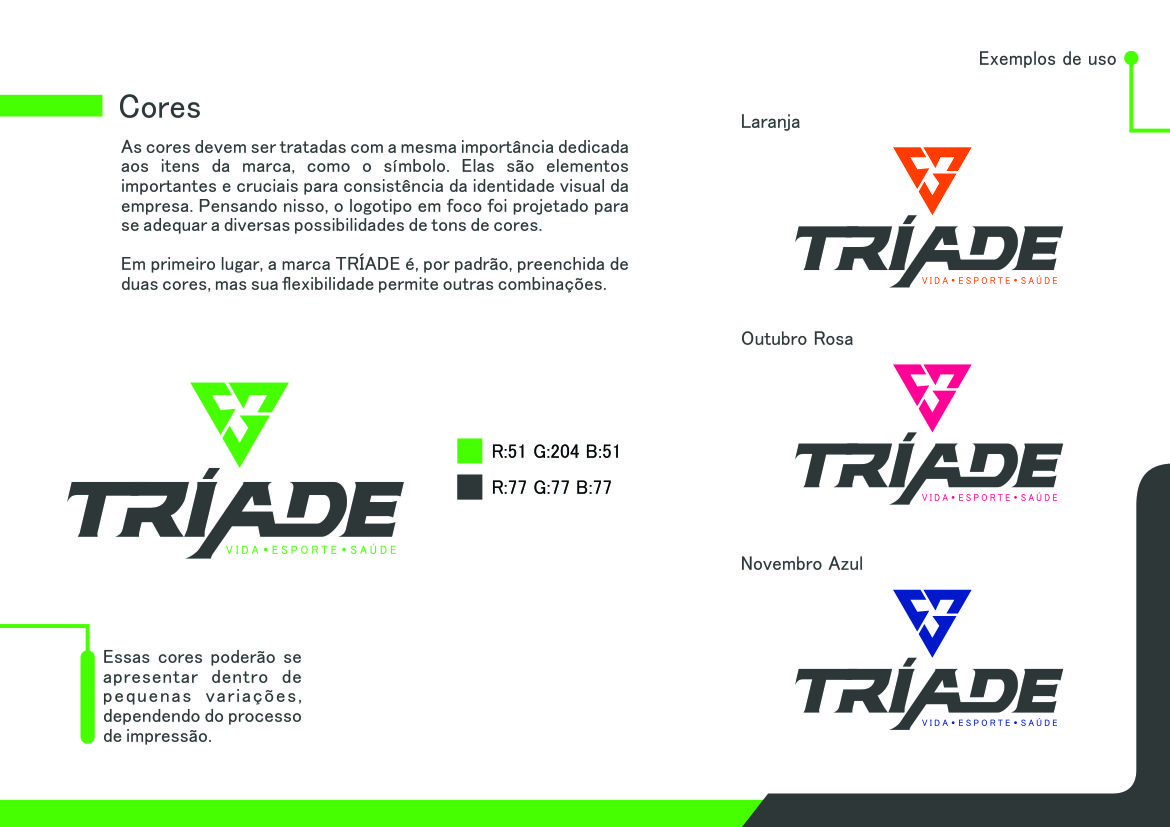 Cores
As cores devem ser tratadas com a mesma importância dedicada
aos itens da marca, como o símbolo. Elas são elementos
importantes e cruciais para consistência da identidade visual da
empresa. Pensando nisso, o logotipo em foco foi projetado para
se adequar a diversas possibilidades de tons de cores.
Em primeiro lugar, a marca TRÍADE é, por padrão, preenchida de
duas cores, mas sua flexibilidade permite outras combinações.
TRÍADE
VIDA • ESPORTE • SAÚDE
R:51 G:204 B:51
R:77 G:77 B:77
Essas cores poderão se
apresentar dentro de
pequenas variações,
dependendo do processo
de impressão.
Exemplos de uso
Laranja
TRÍADE
VIDA • ESPORTE • SAÚDE
Outubro Rosa
TRÍADE
VIDA • ESPORTE • SAÚDE
Novembro Azul
TRÍADE
VIDA • ESPORTE • SAÚDE